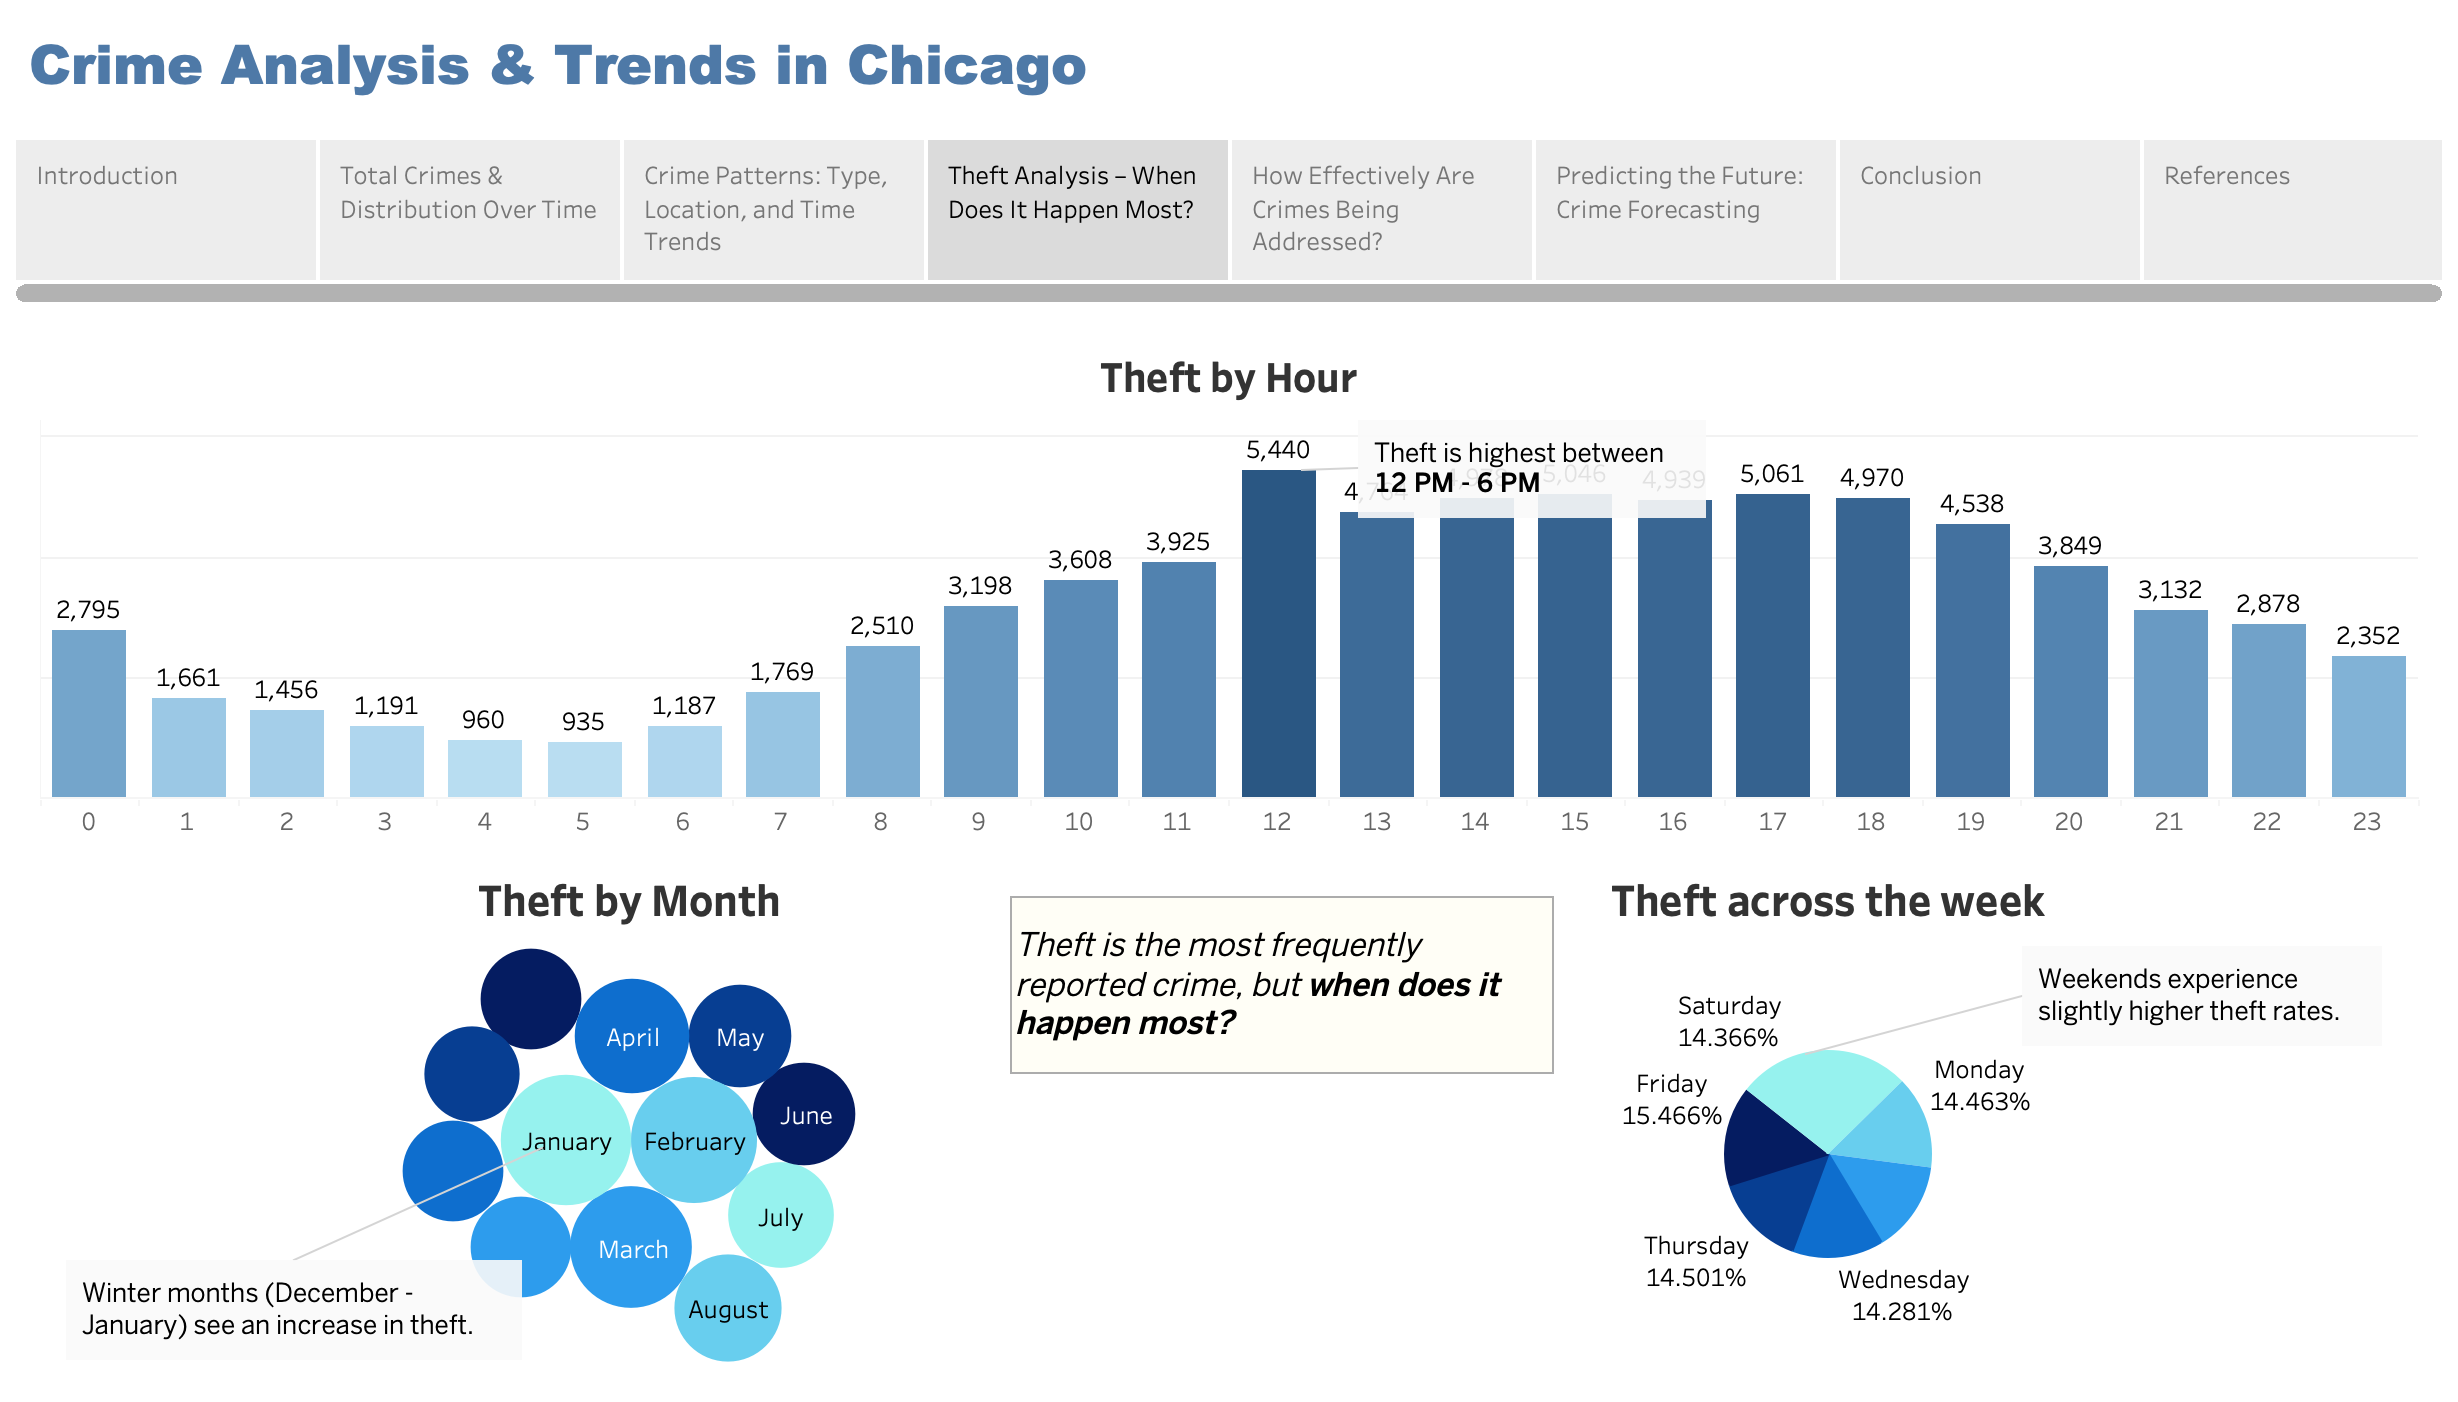 Crime Analysis & Trends in Chicago
Introduction
Total Crimes &
Distribution Over Time
Crime Patterns: Type,
Location, and Time
Trends
Theft Analysis – When
Does It Happen Most?
How Effectively Are
Crimes Being
Addressed?
Predicting the Future:
Crime Forecasting
Conclusion
References
Theft by Hour
Theft is highest between
12 PM - 6 PM
2,795
1,661
1,456
1,191
960
935
1,187
1,769
2,510
3,198
3,608
3,925
5,440
4,764
5,046
4,939
5,061
4,970
4,538
3,849
3,132
2,878
2,352
0 1 2 3 4 5 6 7 8 9 10 11 12 13 14 15 16 17 18 19 20 21 22 23
Theft by Month
April
May
June
January
February
July
March
August
Winter months (December -
January) see an increase in theft.
Theft is the most frequently
reported crime, but when does it
happen most?
Theft across the week
Weekends experience
slightly higher theft rates.
Saturday
14.366%
Monday
14.463%
Friday
15.466%
Thursday
14.501%
Wednesday
14.281%